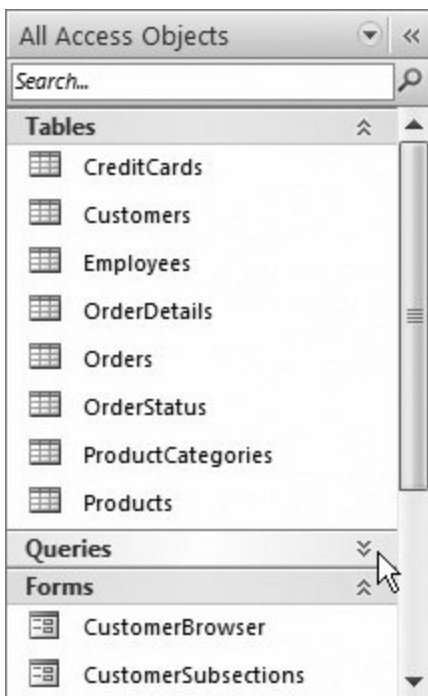 All Access Objects
Search...
Tables
CreditCards
Customers
Employees
OrderDetails
Orders
OrderStatus
ProductCategories
Products
Queries
Forms
CustomerBrowser
CustomerSubsections